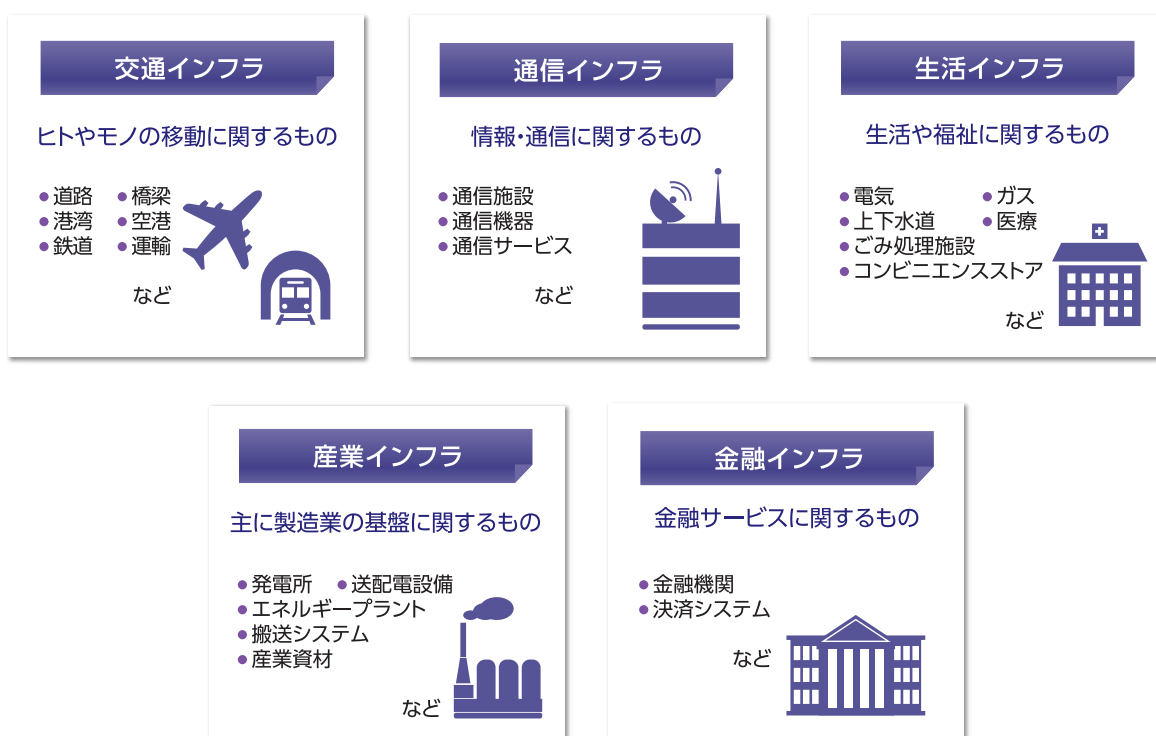 交通インフラ
ヒトやモノの移動に関するもの
●道路 ●橋梁
●港湾 ●空港
●鉄道 ●運輸
など
通信インフラ
情報・通信に関するもの
●通信施設
●通信機器
●通信サービス
など
生活インフラ
生活や福祉に関するもの
●電気 ●ガス
●上下水道 ●医療
●ごみ処理施設
●コンビニエンスストア
など
産業インフラ
主に製造業の基盤に関するもの
●発電所 ●送配電設備
●エネルギープラント
●搬送システム
●産業資材
など
金融インフラ
金融サービスに関するもの
●金融機関
●決済システム
など